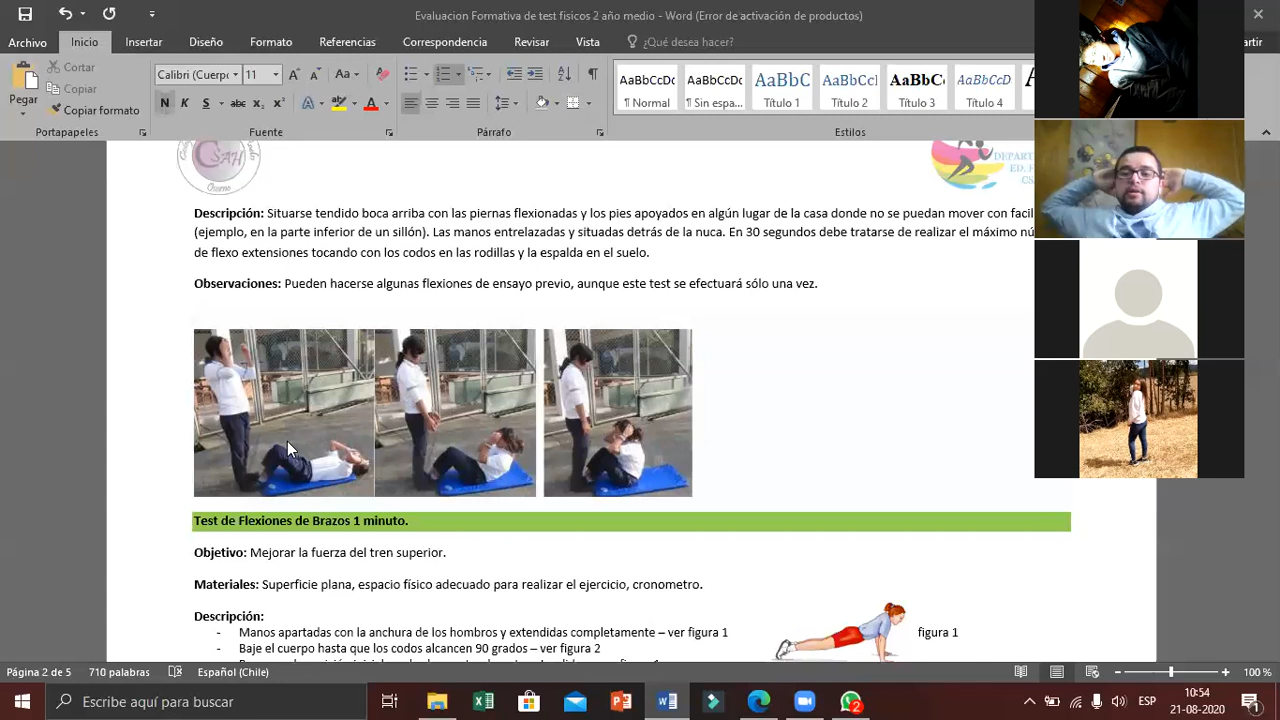 Evaluacion Formativa de test fisicos 2 año medio - Word (Error de activación de productos)
Archivo Inicio Insertar Diseño Formato Referencias Correspondencia Revisar Vista ¿Qué desea hacer? artir
Pegar
Cortar
Copiar
Copiar formato
Calibri (Cuerpo 11
Portapapeles Fuente Párrafo Estilos
AaBbCcDc AaBbCcDc AaBbC AaBbCcD AaBbCc AaBbCcD
¶ Normal ¶ Sin espa... Título 1 Título 2 Título 3 Título 4
CSAH
DEPART
ED. F
Descripción: Situarse tendido boca arriba con las piernas flexionadas y los pies apoyados en algún lugar de la casa donde no se puedan mover con facil
(ejemplo, en la parte inferior de un sillón). Las manos entrelazadas y situadas detrás de la nuca. En 30 segundos debe tratarse de realizar el máximo nú
de flexo extensiones tocando con los codos en las rodillas y la espalda en el suelo.
Observaciones: Pueden hacerse algunas flexiones de ensayo previo, aunque este test se efectuará sólo una vez.
Test de Flexiones de Brazos 1 minuto.
Objetivo: Mejorar la fuerza del tren superior.
Materiales: Superficie plana, espacio físico adecuado para realizar el ejercicio, cronometro.
Descripción:
- Manos apartadas con la anchura de los hombros y extendidas completamente – ver figura 1
figura 1
- Baje el cuerpo hasta que los codos alcancen 90 grados – ver figura 2
Página 2 de 5 710 palabras Español (Chile) 100 %
Escribe aquí para buscar
2
ESP
10:54
21-08-2020
1